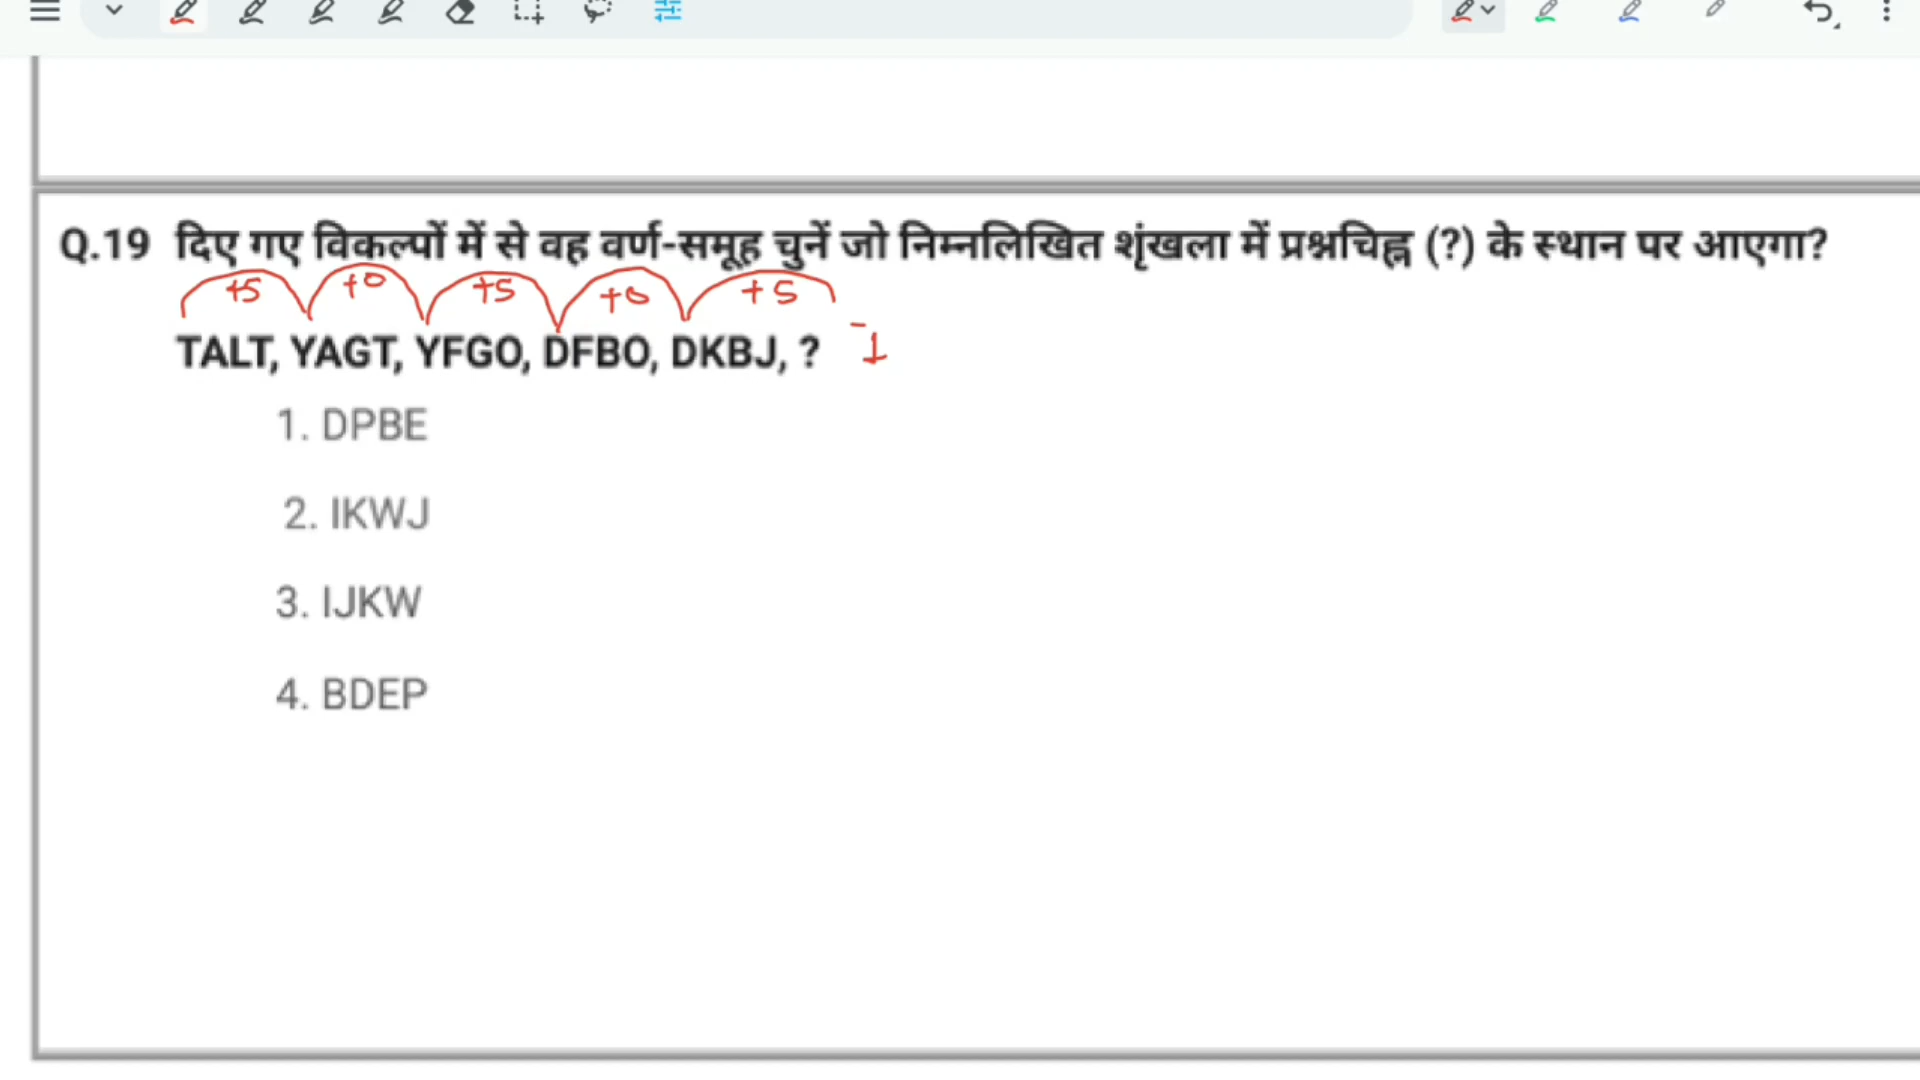 Q.19 दिए गए विकल्पों में से वह वर्ण-समूह चुनें जो निम्नलिखित शृंखला में प्रश्नचिह्न (?) के स्थान पर आएगा?
+5 +0 +5 +0 +5
TALT, YAGT, YFGO, DFBO, DKBJ, ? I
1. DPBE
2. IKWJ
3. IJKW
4. BDEP